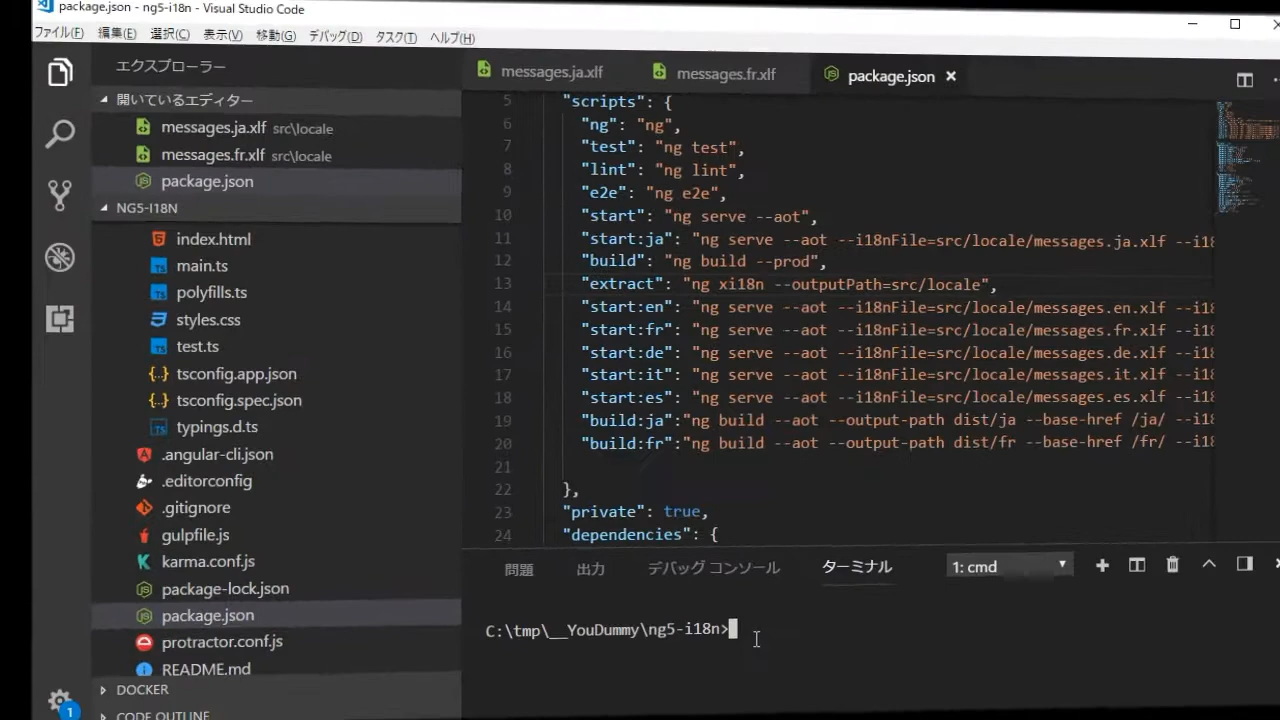 package.json - ng5-i18n - Visual Studio Code
ファイル(F) 編集(E) 選択(C) 表示(V) 移動(G) デバッグ(D) タスク(T) ヘルプ(H)
エクスプローラー
開いているエディター
messages.ja.xlf src\locale
messages.fr.xlf src\locale
package.json
NG5-I18N
index.html
main.ts
polyfills.ts
styles.css
test.ts
tsconfig.app.json
tsconfig.spec.json
typings.d.ts
.angular-cli.json
.editorconfig
.gitignore
gulpfile.js
karma.conf.js
package-lock.json
package.json
protractor.conf.js
README.md
DOCKER
CODE OUTLINE
1
messages.ja.xlf messages.fr.xlf package.json
5 "scripts": {
6 "ng": "ng",
7 "test": "ng test",
8 "lint": "ng lint",
9 "e2e": "ng e2e",
10 "start": "ng serve --aot",
11 "start:ja": "ng serve --aot --i18nFile=src/locale/messages.ja.xlf --i18
12 "build": "ng build --prod",
13 "extract": "ng xi18n --outputPath=src/locale",
14 "start:en": "ng serve --aot --i18nFile=src/locale/messages.en.xlf --i18
15 "start:fr": "ng serve --aot --i18nFile=src/locale/messages.fr.xlf --i18
16 "start:de": "ng serve --aot --i18nFile=src/locale/messages.de.xlf --i18
17 "start:it": "ng serve --aot --i18nFile=src/locale/messages.it.xlf --i18
18 "start:es": "ng serve --aot --i18nFile=src/locale/messages.es.xlf --i18
19 "build:ja":"ng build --aot --output-path dist/ja --base-href /ja/ --i18
20 "build:fr":"ng build --aot --output-path dist/fr --base-href /fr/ --i18
21
22 },
23 "private": true,
24 "dependencies": {
問題 出力 デバッグ コンソール ターミナル 1: cmd
C:\tmp\__YouDummy\ng5-i18n>